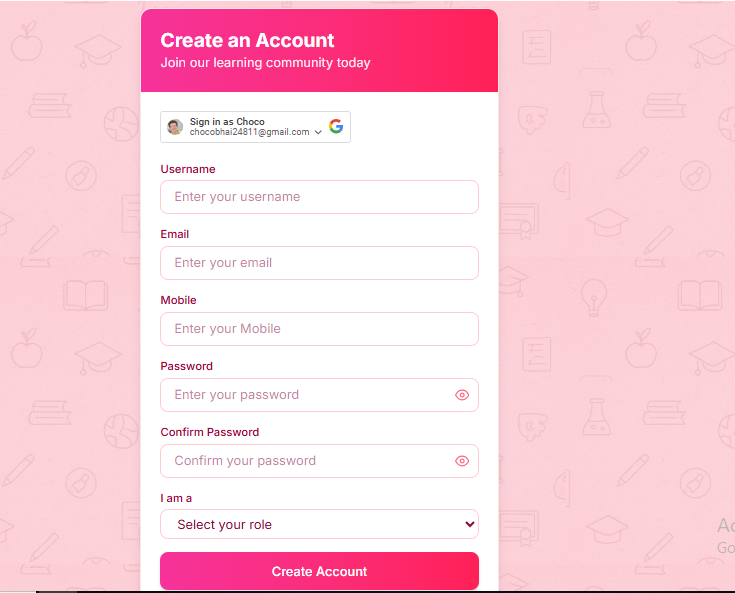 Create an Account
Join our learning community today
Sign in as Choco
chocobhai24811@gmail.com
Username
Enter your username
Email
Enter your email
Mobile
Enter your Mobile
Password
Enter your password
Confirm Password
Confirm your password
I am a
Select your role
Create Account